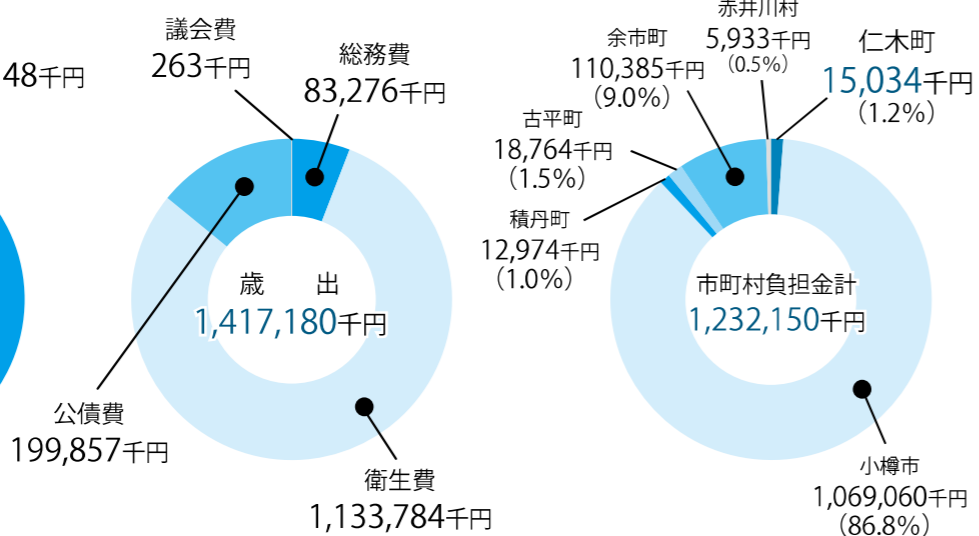 48千円
議会費
263千円
総務費
83,276千円
歳　出
1,417,180千円
公債費
199,857千円
衛生費
1,133,784千円
赤井川村
5,933千円
(0.5%)
余市町
110,385千円
(9.0%)
仁木町
15,034千円
(1.2%)
古平町
18,764千円
(1.5%)
積丹町
12,974千円
(1.0%)
市町村負担金計
1,232,150千円
小樽市
1,069,060千円
(86.8%)